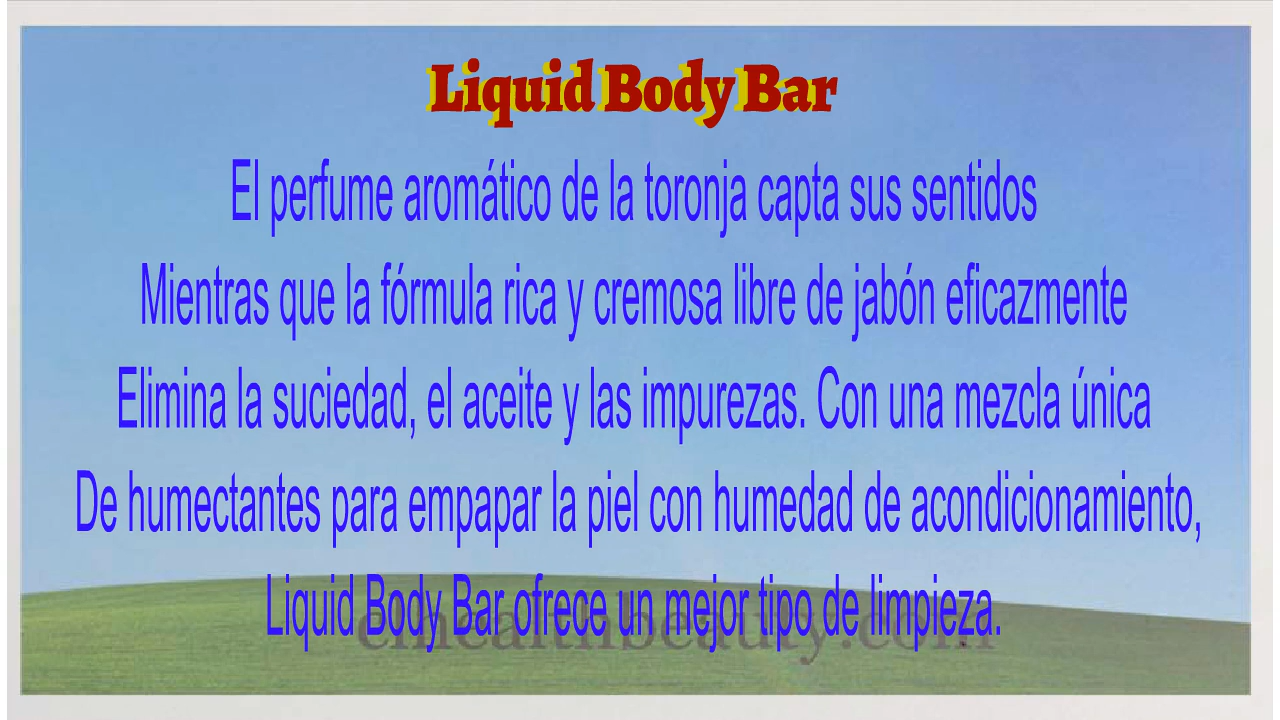 Liquid Body Bar
El perfume aromático de la toronja capta sus sentidos
Mientras que la fórmula rica y cremosa libre de jabón eficazmente
Elimina la suciedad, el aceite y las impurezas. Con una mezcla única
De humectantes para empapar la piel con humedad de acondicionamiento,
Liquid Body Bar ofrece un mejor tipo de limpieza.